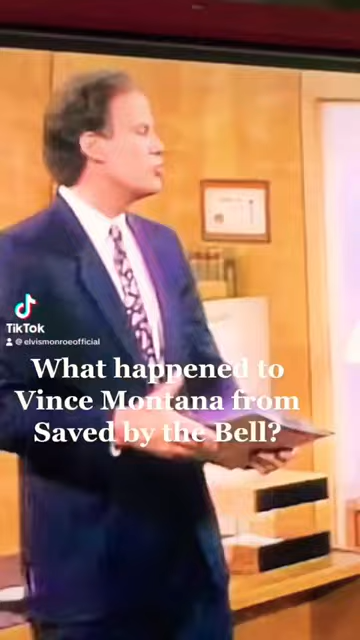 TikTok
@ elvismonroeofficial
What happened to
Vince Montana from
Saved by the Bell?